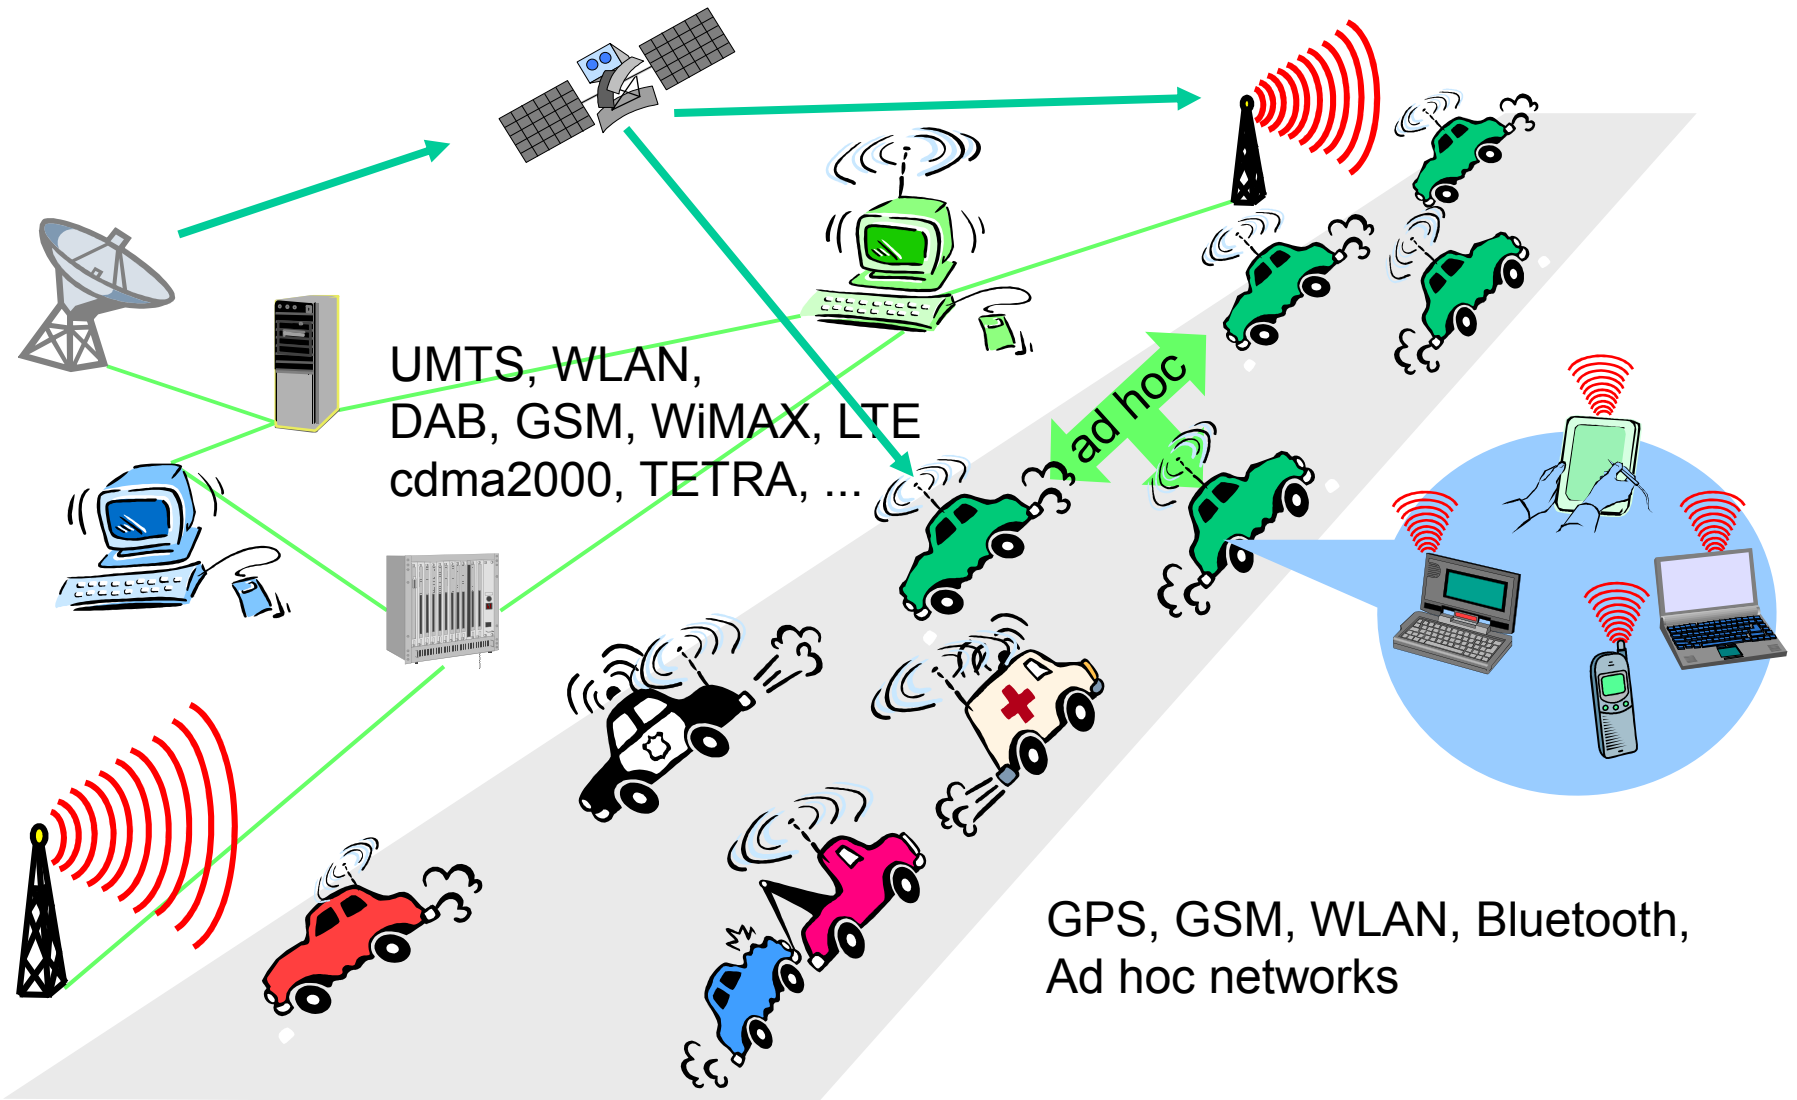 UMTS, WLAN,
DAB, GSM, WiMAX, LTE
cdma2000, TETRA, ...
ad hoc
GPS, GSM, WLAN, Bluetooth,
Ad hoc networks